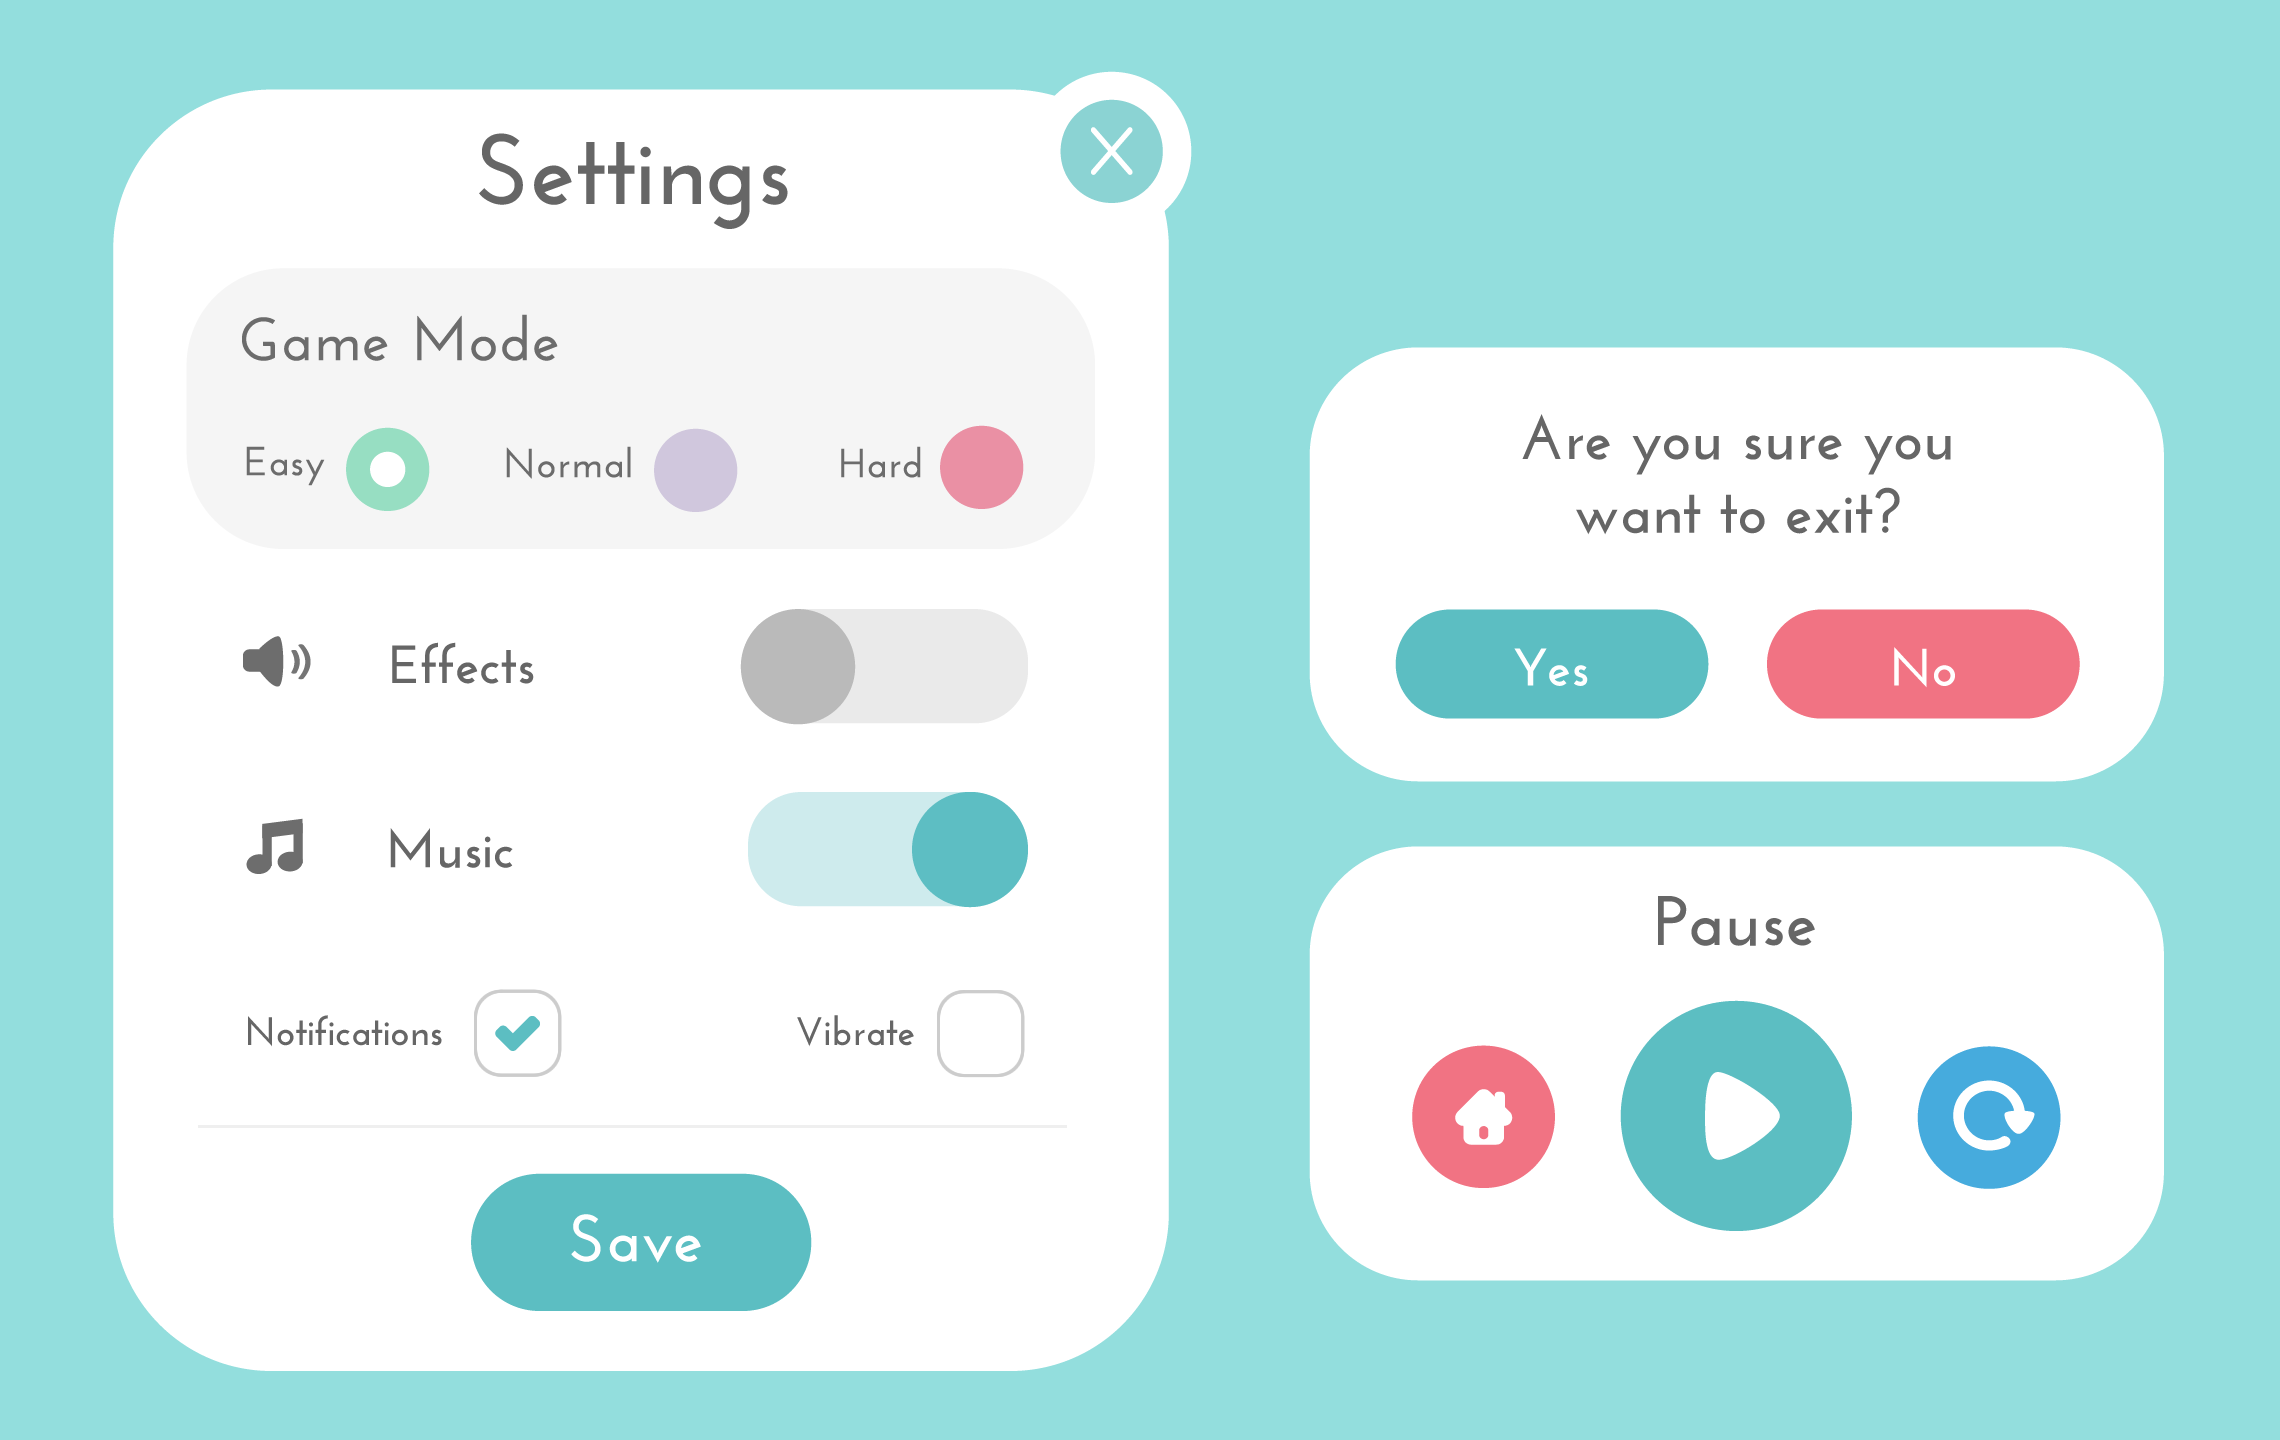 Settings
Game Mode
Easy Normal Hard
Effects
Music
Notifications Vibrate
Save
Are you sure you
want to exit?
Yes No
Pause